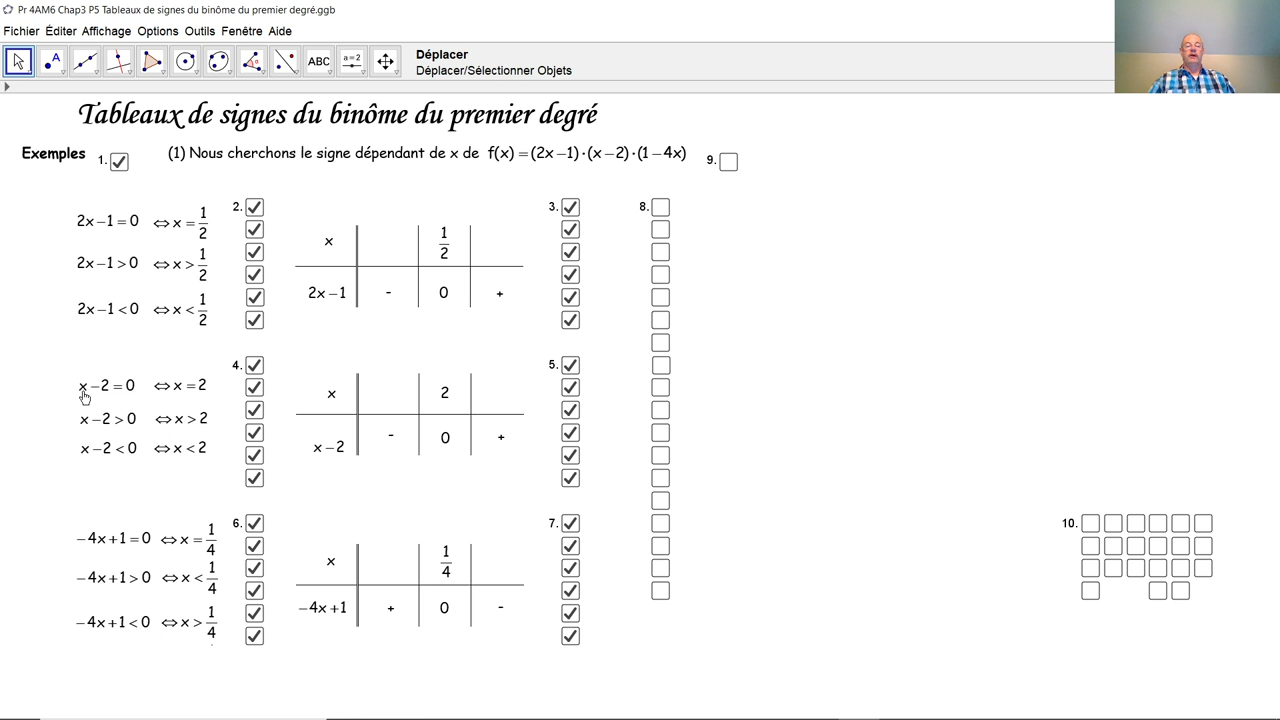 Pr 4AM6 Chap3 P5 Tableaux de signes du binôme du premier degré.ggb
Fichier Éditer Affichage Options Outils Fenêtre Aide
A ABC a=2
Déplacer
Déplacer/Sélectionner Objets
Tableaux de signes du binôme du premier degré
Exemples 1. (1) Nous cherchons le signe dépendant de x de f(x) = (2x−1)·(x−2)·(1−4x) 9.
2. 3. 8.
2x−1 = 0 ⇔ x = 1/2
2x−1 > 0 ⇔ x > 1/2
2x−1 < 0 ⇔ x < 1/2
x 1/2
2x−1 - 0 +
4. 5.
x−2 = 0 ⇔ x = 2
x−2 > 0 ⇔ x > 2
x−2 < 0 ⇔ x < 2
x 2
x−2 - 0 +
6. 7. 10.
−4x+1 = 0 ⇔ x = 1/4
−4x+1 > 0 ⇔ x < 1/4
−4x+1 < 0 ⇔ x > 1/4
x 1/4
−4x+1 + 0 -